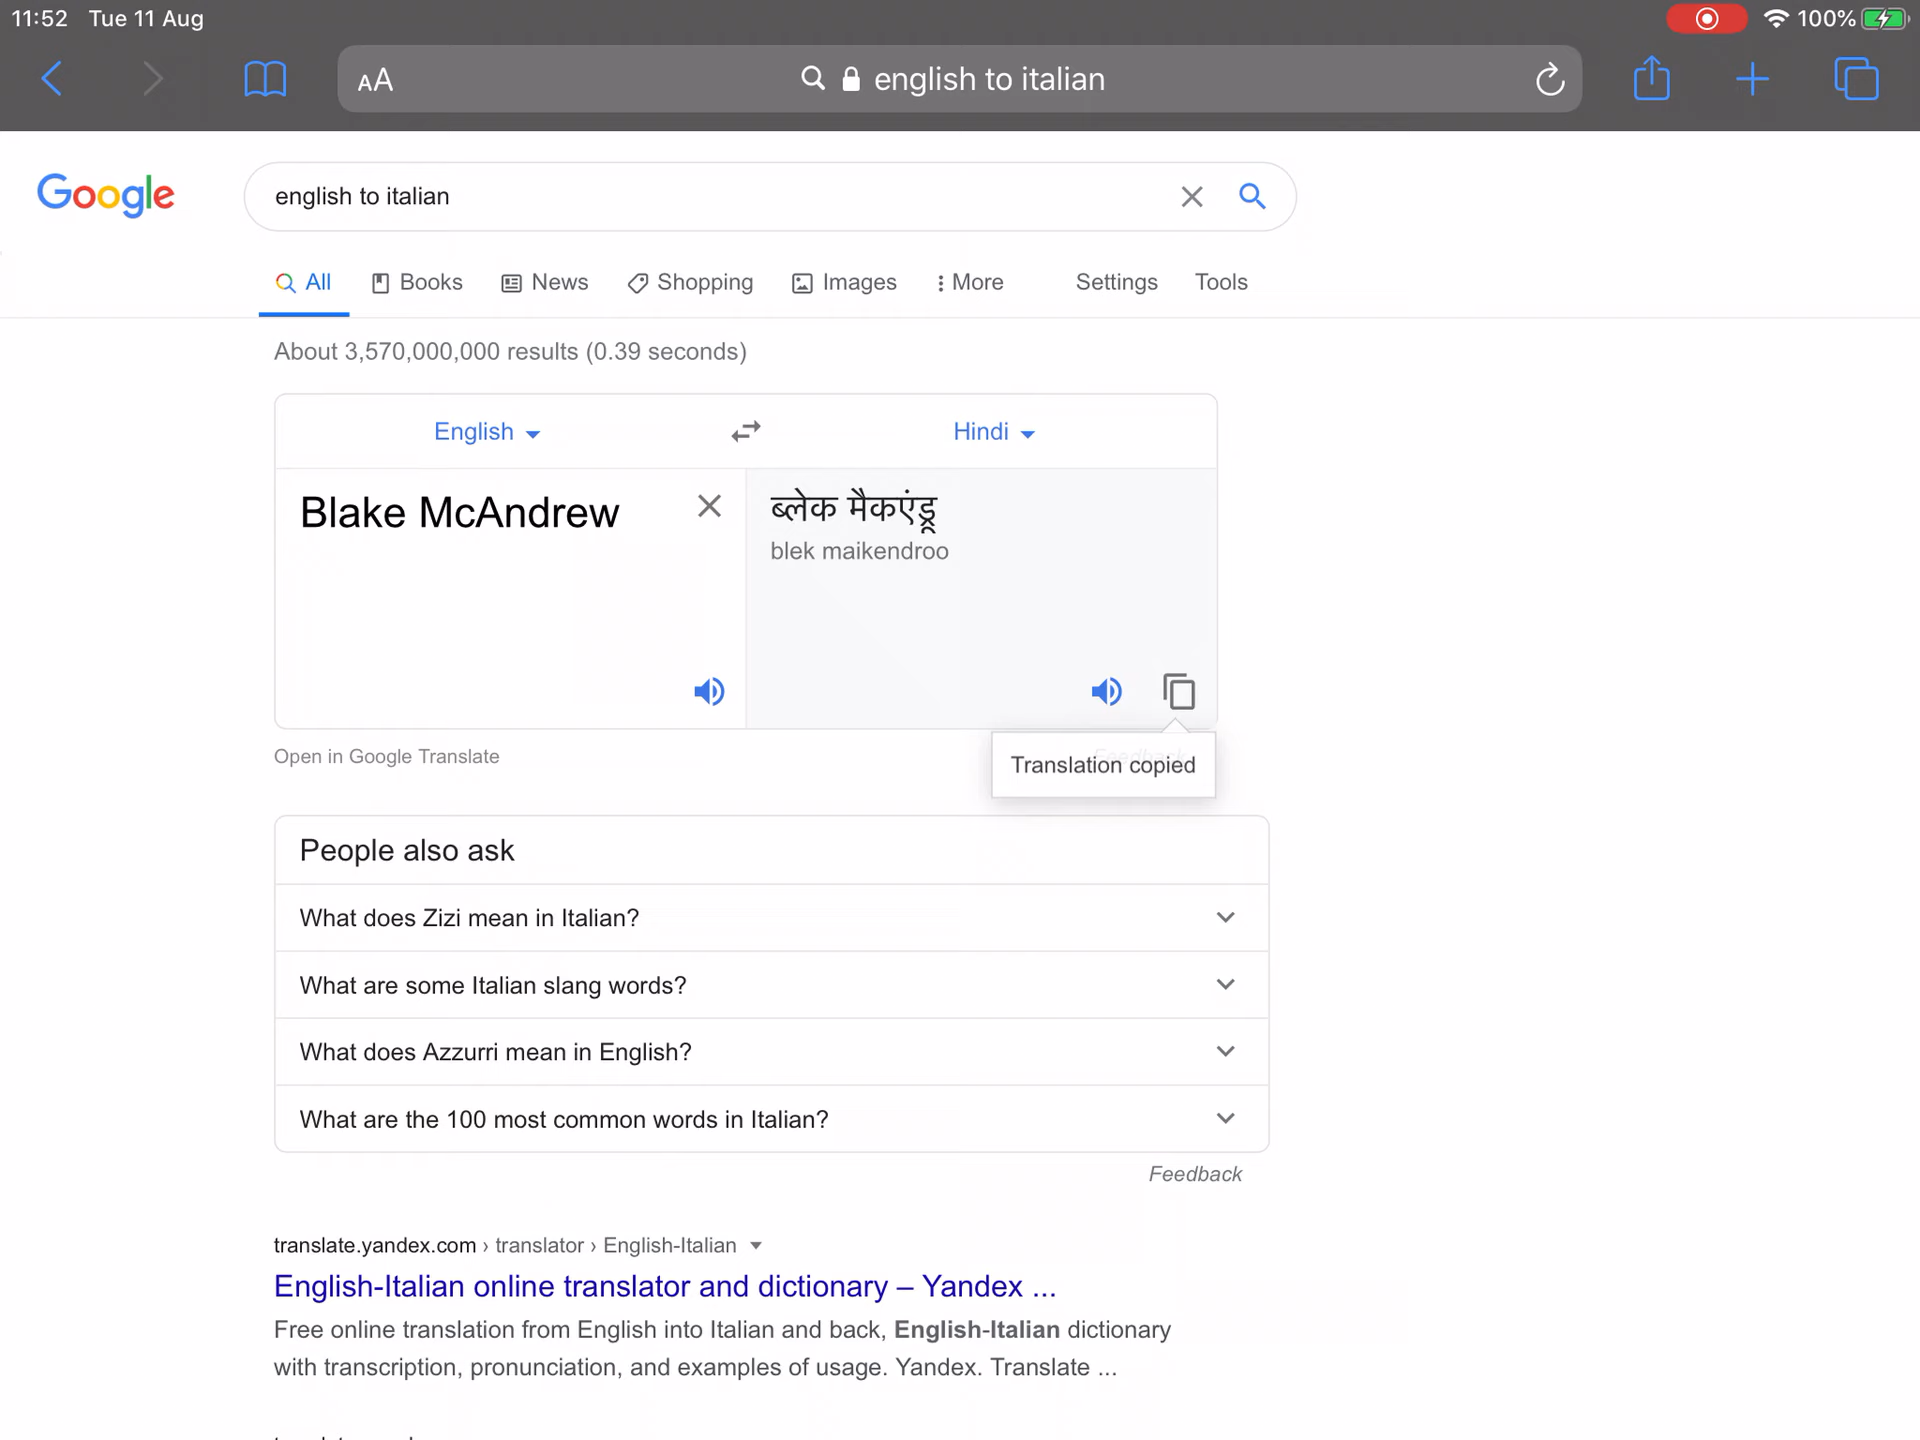 11:52 Tue 11 Aug
100%
AA
english to italian
Google
english to italian
All Books News Shopping Images More Settings Tools
About 3,570,000,000 results (0.39 seconds)
English Hindi
Blake McAndrew
ब्लेक मैकएंड्रू
blek maikendroo
Open in Google Translate
Translation copied
People also ask
What does Zizi mean in Italian?
What are some Italian slang words?
What does Azzurri mean in English?
What are the 100 most common words in Italian?
Feedback
translate.yandex.com › translator › English-Italian
English-Italian online translator and dictionary – Yandex ...
Free online translation from English into Italian and back, English-Italian dictionary
with transcription, pronunciation, and examples of usage. Yandex. Translate ...